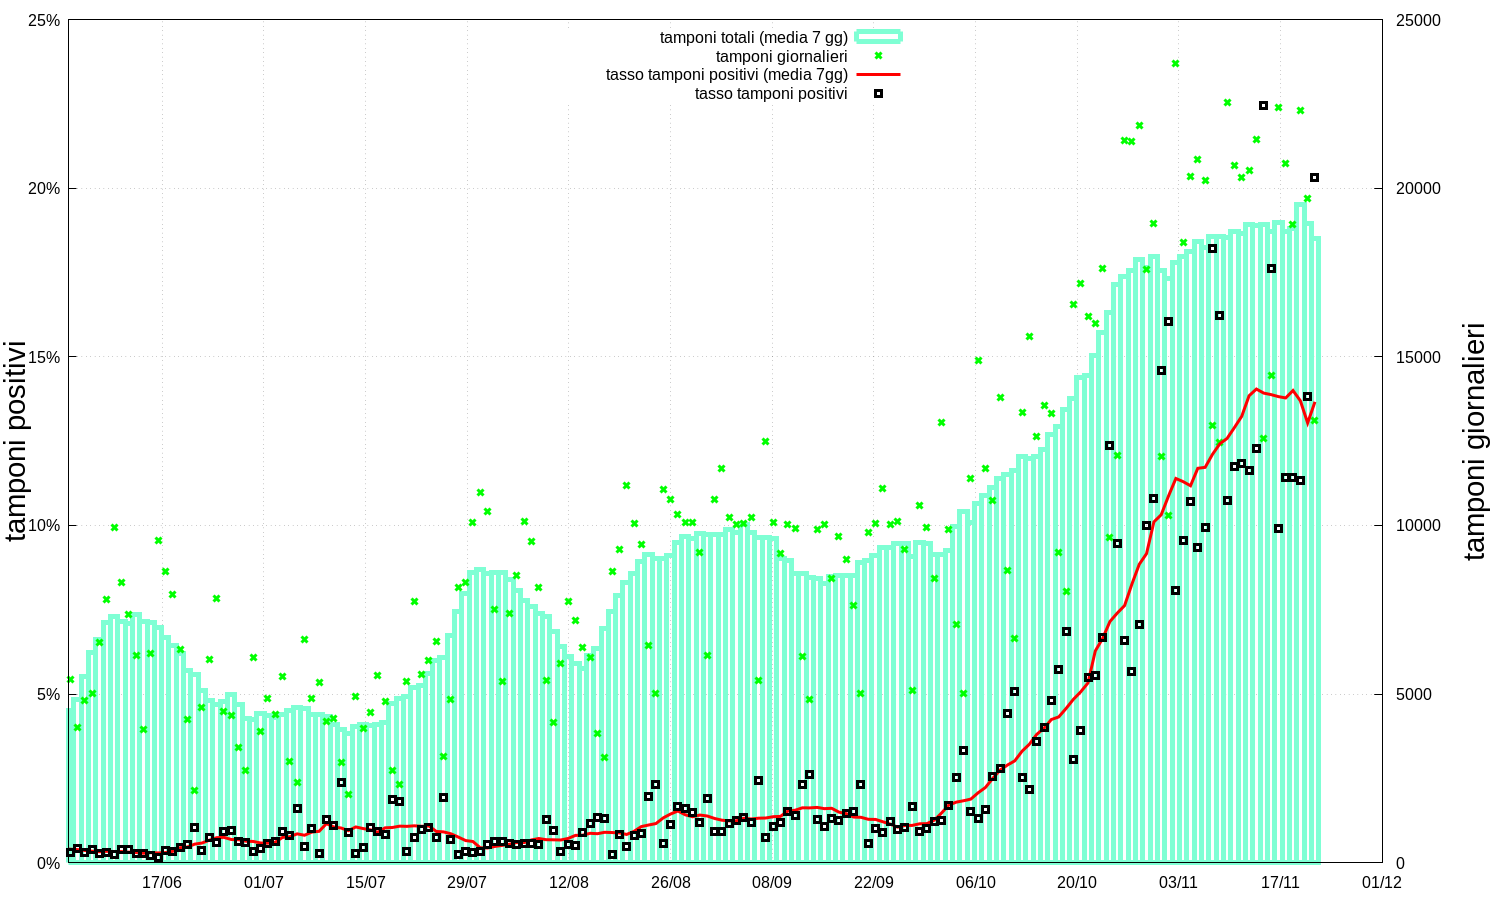 tamponi totali (media 7 gg)
tamponi giornalieri
tasso tamponi positivi (media 7gg)
tasso tamponi positivi
25%
20%
15%
10%
5%
0%
tamponi positivi
25000
20000
15000
10000
5000
0
tamponi giornalieri
17/06 01/07 15/07 29/07 12/08 26/08 08/09 22/09 06/10 20/10 03/11 17/11 01/12